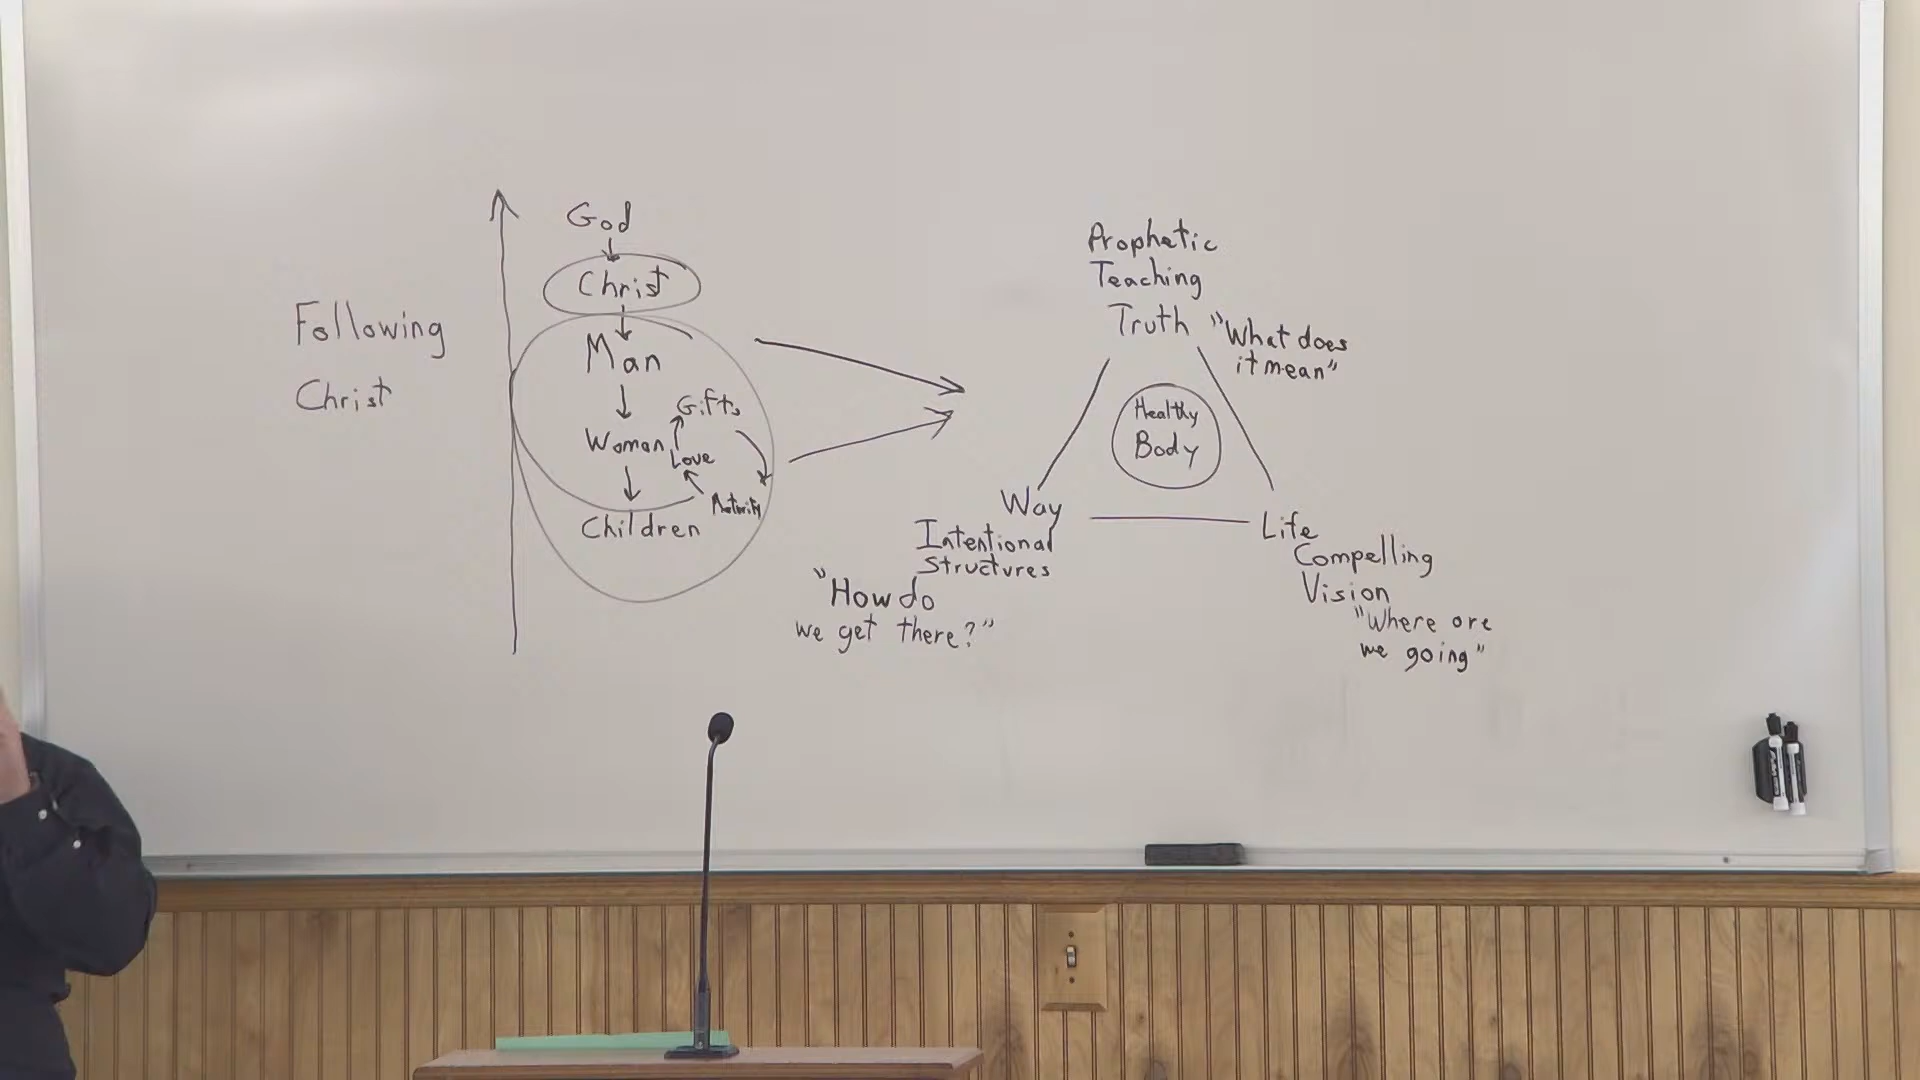 Following
Christ
God
Christ
Man
Woman
Children
Gifts
Love
Maturity
Prophetic
Teaching
Truth
"What does
it mean"
Healthy
Body
Way
Intentional
Structures
"How do
we get there?"
Life
Compelling
Vision
"Where are
we going"